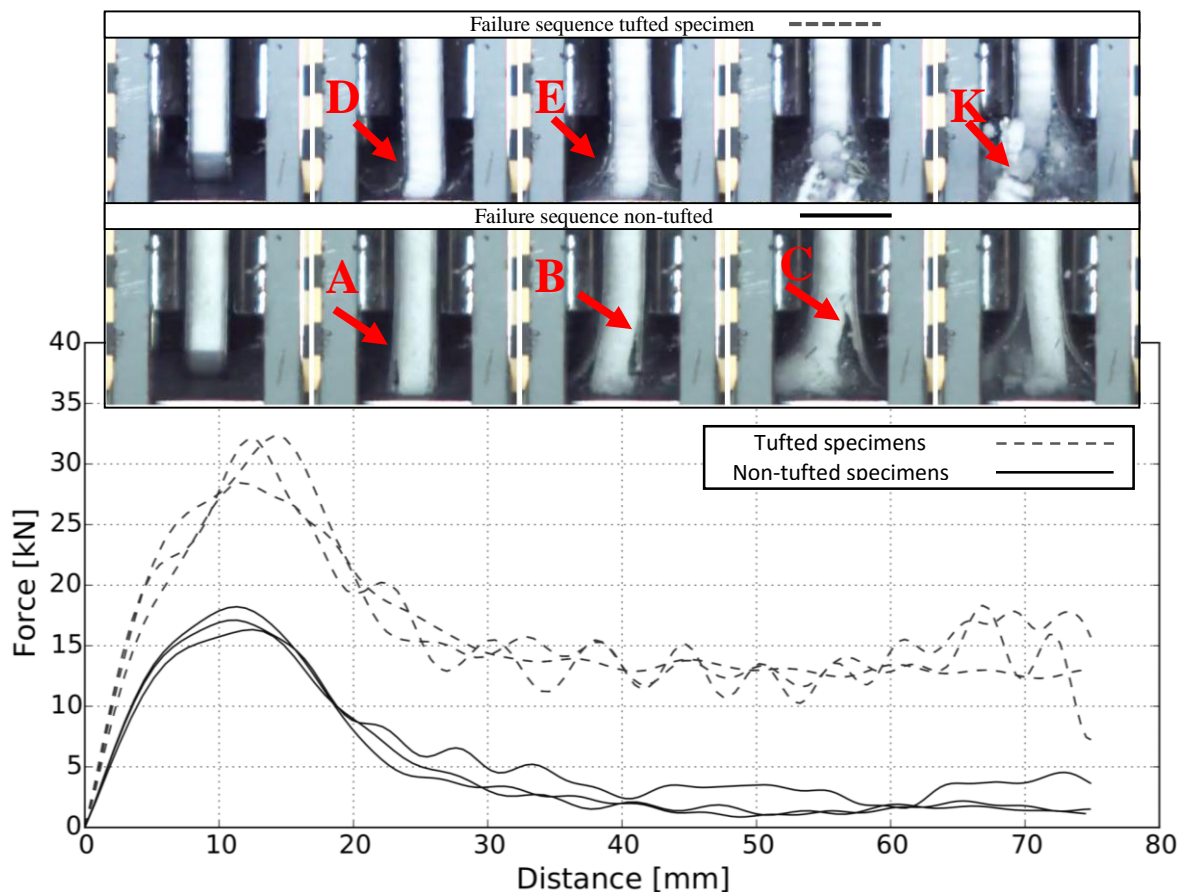 Failure sequence tufted specimen
D
E
K
Failure sequence non-tufted
A
B
C
40
35
30
25
20
15
10
5
0
Force [kN]
Tufted specimens
Non-tufted specimens
0 10 20 30 40 50 60 70 80
Distance [mm]